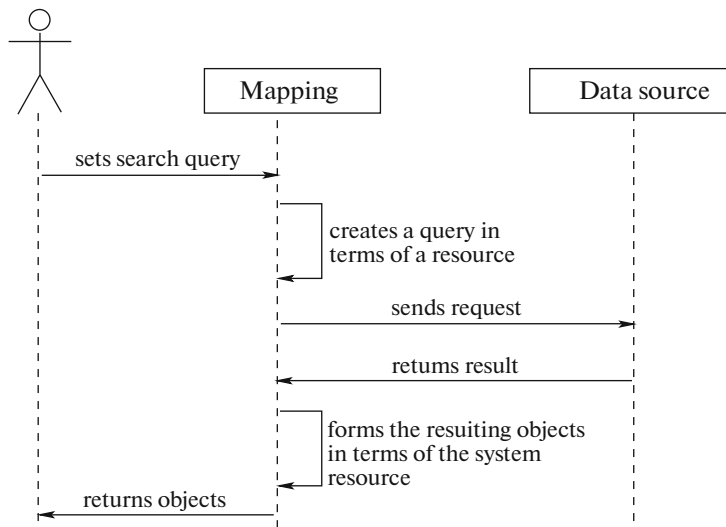 Mapping
Data source
sets search query
creates a query in
terms of a resource
sends request
retums result
forms the resuiting objects
in terms of the system
resource
returns objects